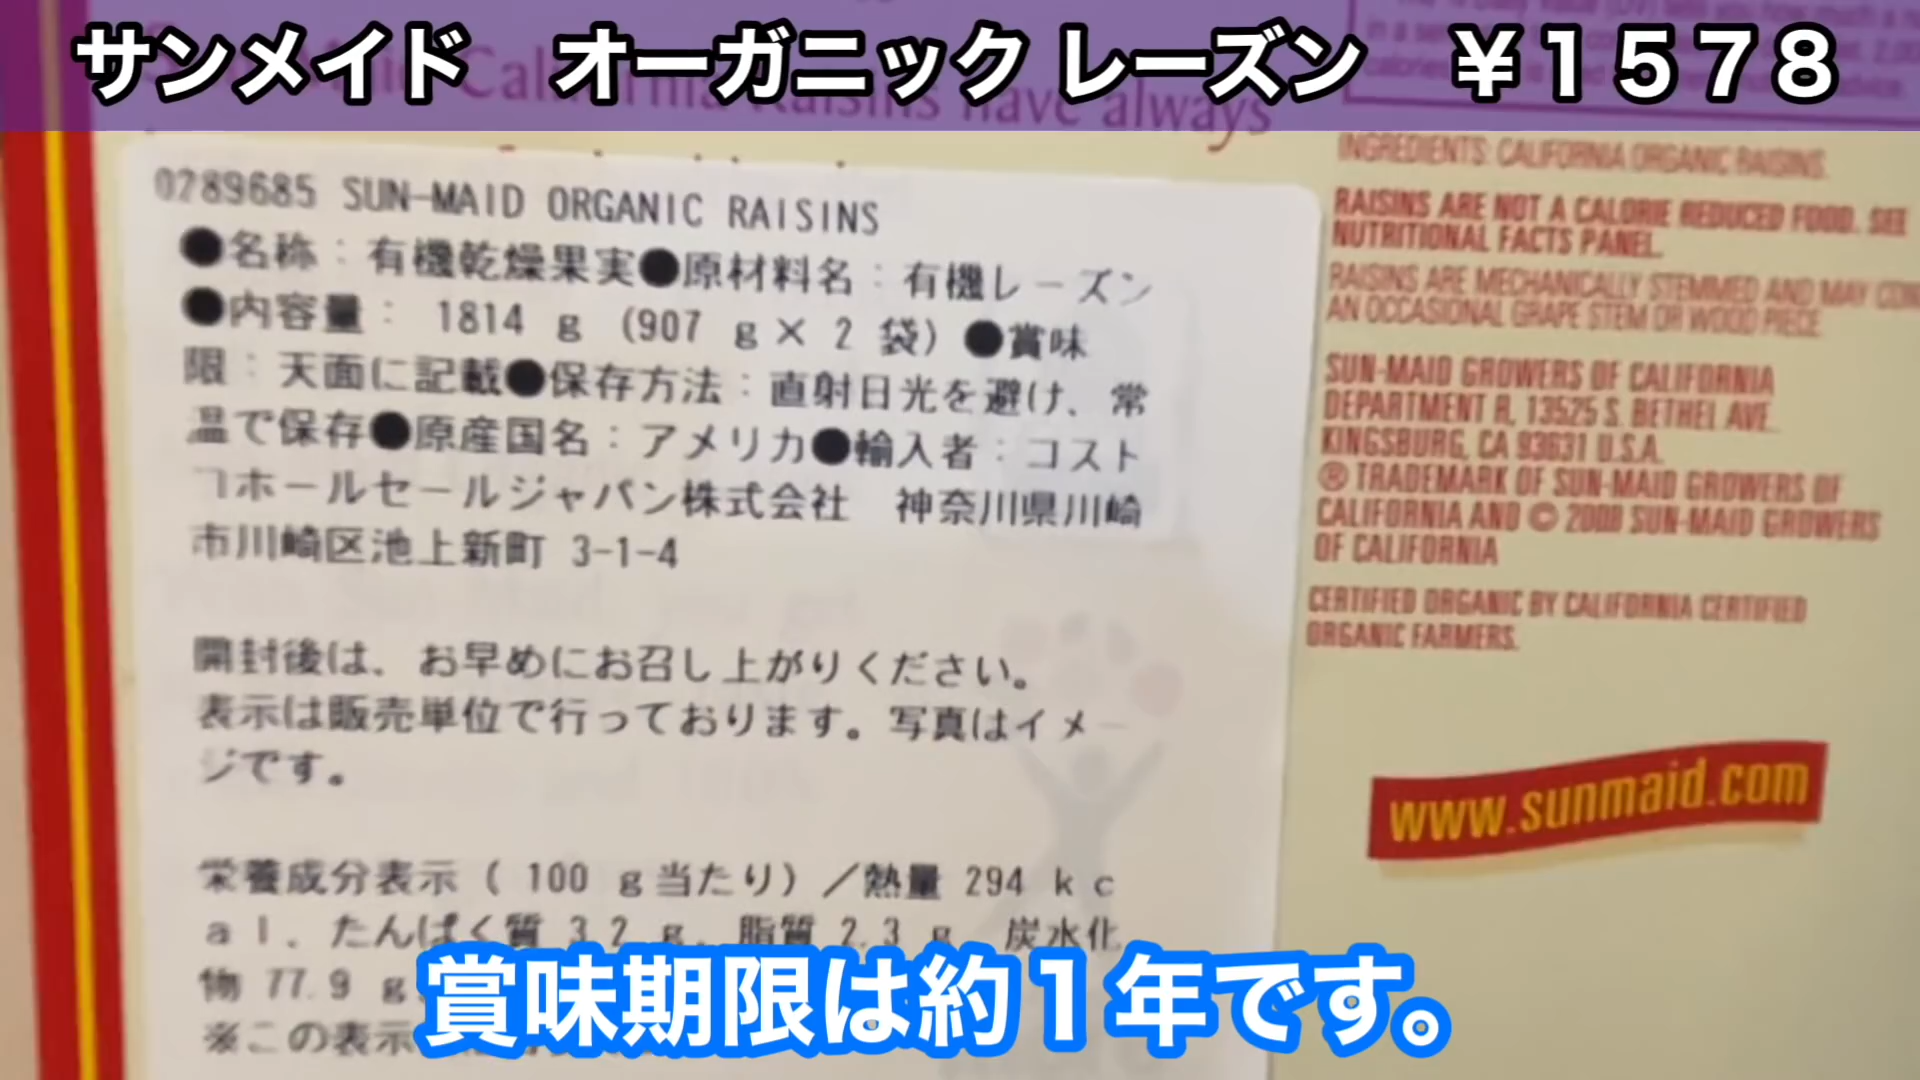 サンメイド オーガニック レーズン ¥1578
California Raisins have always
INGREDIENTS: CALIFORNIA ORGANIC RAISINS.
RAISINS ARE NOT A CALORIE REDUCED FOOD. SEE
NUTRITIONAL FACTS PANEL.
RAISINS ARE MECHANICALLY STEMMED AND MAY
AN OCCASIONAL GRAPE STEM OR WOOD PIECE.
SUN-MAID GROWERS OF CALIFORNIA
DEPARTMENT R, 13525 S. BETHEL AVE.
KINGSBURG, CA 93631 U.S.A.
® TRADEMARK OF SUN-MAID GROWERS OF
CALIFORNIA AND © 2000 SUN-MAID GROWERS
OF CALIFORNIA
CERTIFIED ORGANIC BY CALIFORNIA CERTIFIED
ORGANIC FARMERS.
www.sunmaid.com
0289685 SUN-MAID ORGANIC RAISINS
●名称:有機乾燥果実●原材料名:有機レーズン
●内容量: 1814 g (907 g× 2 袋) ●賞味
限:天面に記載●保存方法:直射日光を避け、常
温で保存●原産国名:アメリカ●輸入者:コスト
コホールセールジャパン株式会社 神奈川県川崎
市川崎区池上新町 3-1-4
開封後は、お早めにお召し上がりください。
表示は販売単位で行っております。写真はイメー
ジです。
栄養成分表示( 100 g当たり)/熱量 294 kc
al、たんぱく質 3.2 g、脂質 2.3 g、炭水化
物 77.9 g
※この表示
賞味期限は約1年です。